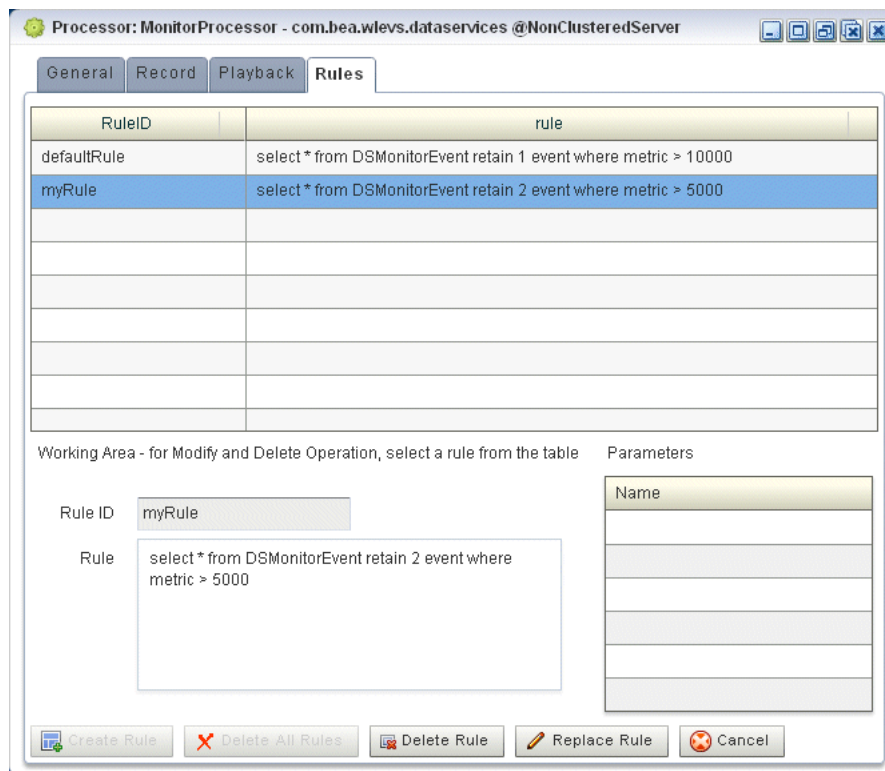 Processor: MonitorProcessor - com.bea.wlevs.dataservices @NonClusteredServer
General Record Playback Rules
RuleID rule
defaultRule select * from DSMonitorEvent retain 1 event where metric > 10000
myRule select * from DSMonitorEvent retain 2 event where metric > 5000
Working Area - for Modify and Delete Operation, select a rule from the table Parameters
Name
Rule ID myRule
Rule select * from DSMonitorEvent retain 2 event where
metric > 5000
Create Rule Delete All Rules Delete Rule Replace Rule Cancel